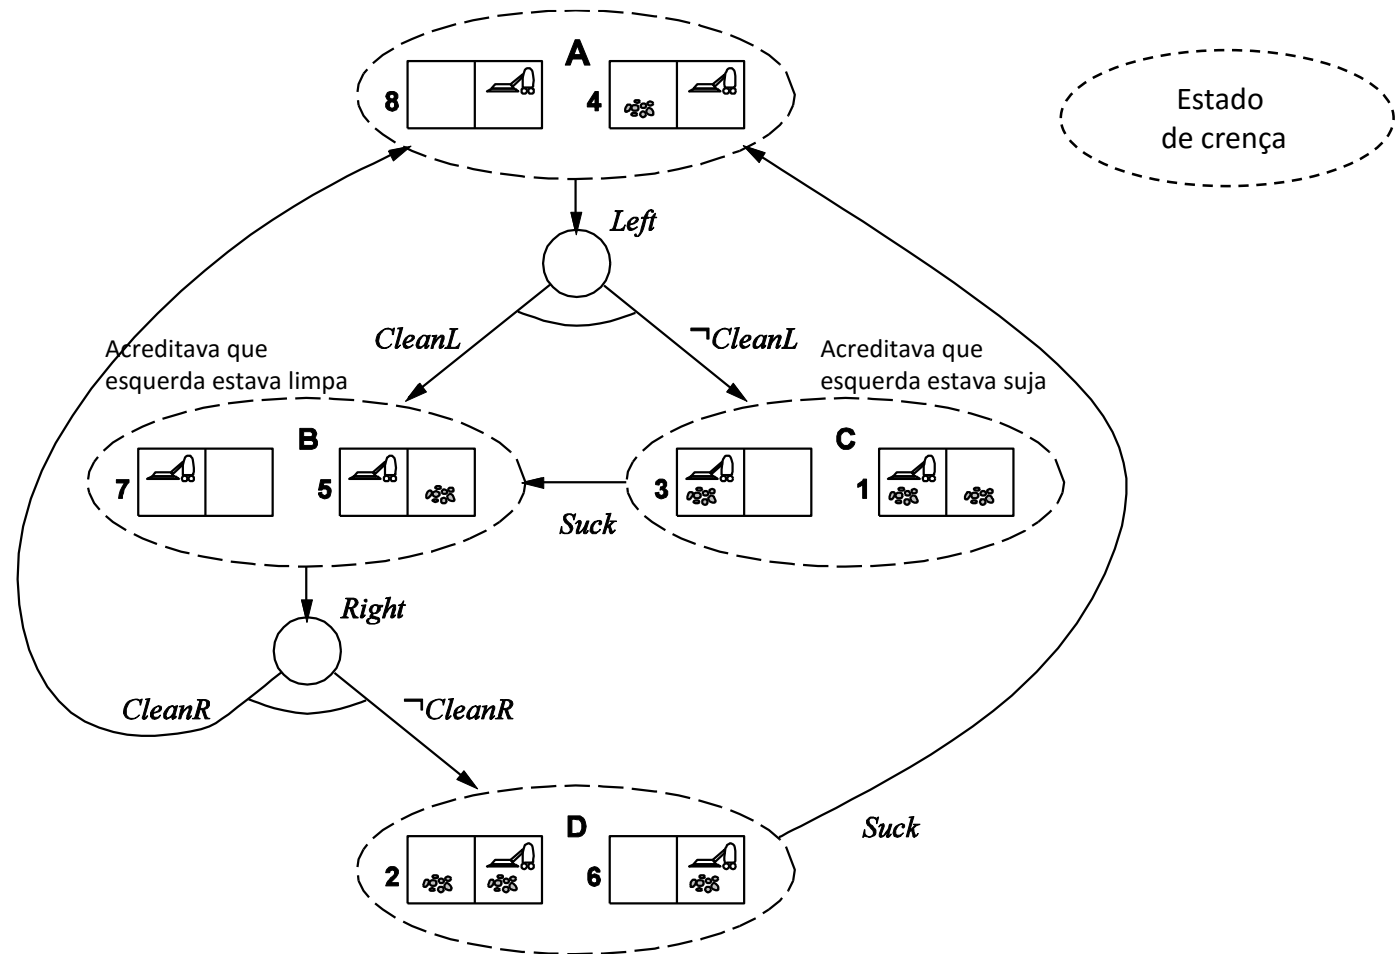 A
8
4
Estado
de crença
Left
CleanL
¬CleanL
Acreditava que
esquerda estava limpa
Acreditava que
esquerda estava suja
B
7
5
C
3
1
Suck
Right
CleanR
¬CleanR
D
2
6
Suck